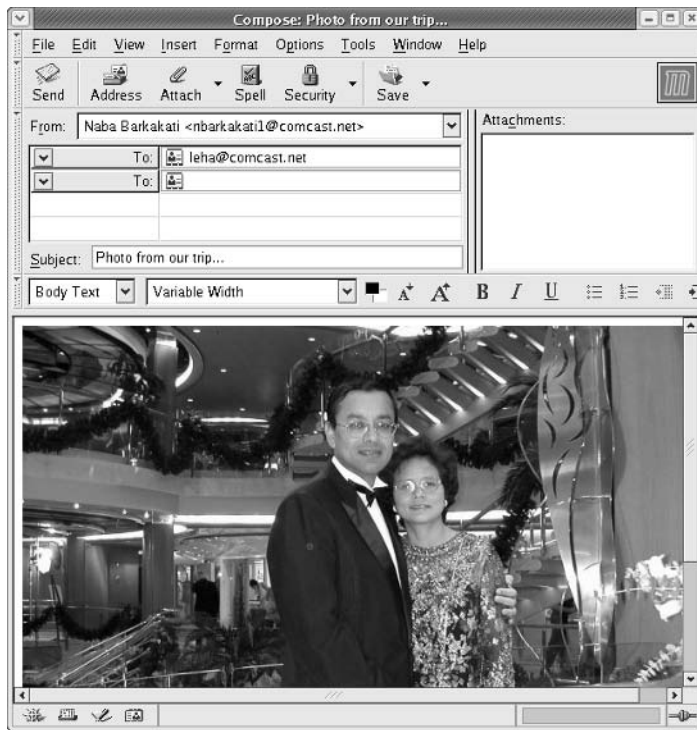 Compose: Photo from our trip...
File Edit View Insert Format Options Tools Window Help
Send Address Attach Spell Security Save
From: Naba Barkakati <nbarkakati1@comcast.net>
Attachments:
To: leha@comcast.net
To:
Subject: Photo from our trip...
Body Text Variable Width A A B I U